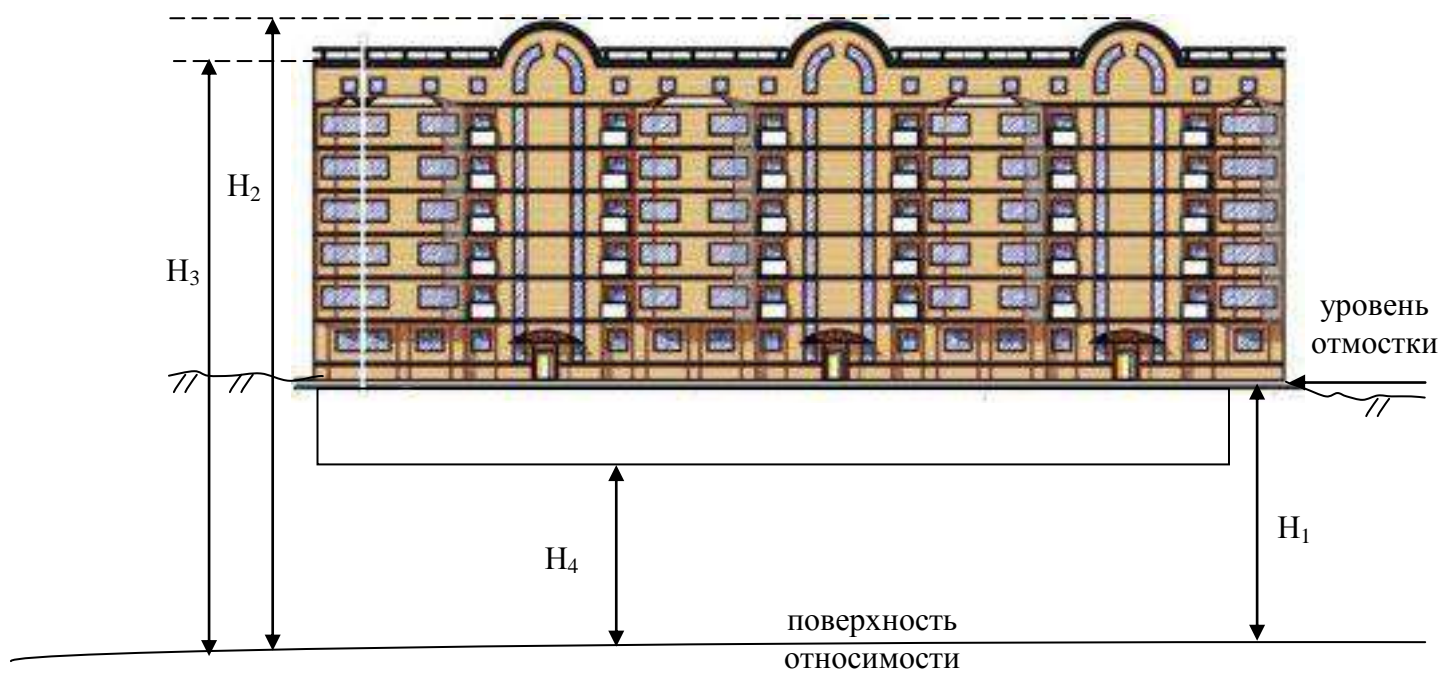 H₂
H₃
уровень
отмостки
H₁
H₄
поверхность
относимости